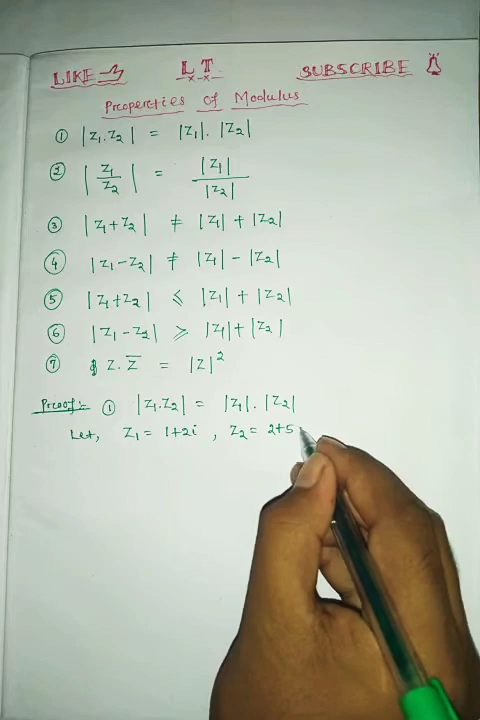 LIKE LT SUBSCRIBE
Properties of Modulus
① |z₁.z₂| = |z₁|.|z₂|
② |z₁/z₂| = |z₁|/|z₂|
③ |z₁+z₂| ≠ |z₁|+|z₂|
④ |z₁-z₂| ≠ |z₁|-|z₂|
⑤ |z₁+z₂| ⩽ |z₁|+|z₂|
⑥ |z₁-z₂| ⩾ |z₁|+|z₂|
⑦ z.z̅ = |z|²
Proof:- ① |z₁.z₂| = |z₁|.|z₂|
Let, z₁ = 1+2i , z₂ = 2+5